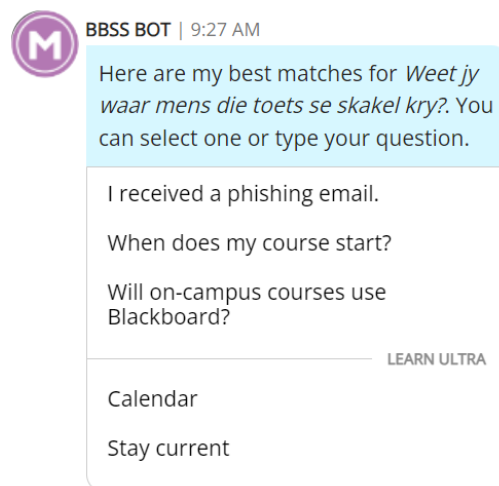 M
BBSS BOT | 9:27 AM
Here are my best matches for Weet jy
waar mens die toets se skakel kry?. You
can select one or type your question.
I received a phishing email.
When does my course start?
Will on-campus courses use
Blackboard?
LEARN ULTRA
Calendar
Stay current